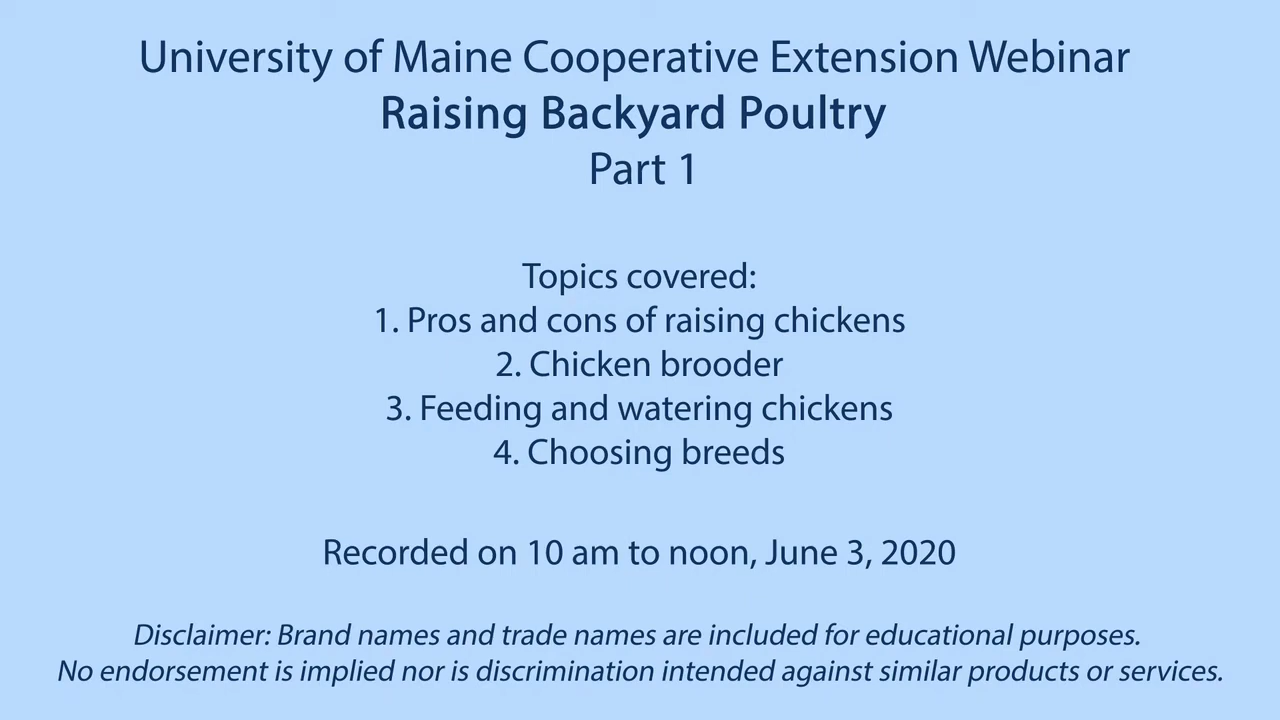 University of Maine Cooperative Extension Webinar
Raising Backyard Poultry
Part 1
Topics covered:
1. Pros and cons of raising chickens
2. Chicken brooder
3. Feeding and watering chickens
4. Choosing breeds
Recorded on 10 am to noon, June 3, 2020
Disclaimer: Brand names and trade names are included for educational purposes.
No endorsement is implied nor is discrimination intended against similar products or services.